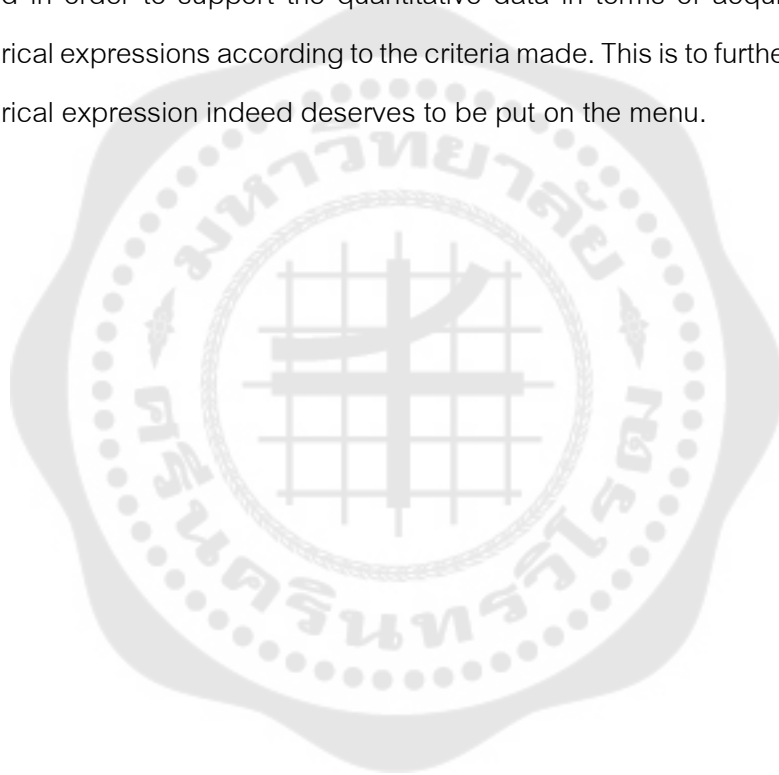 in order to support the quantitative data in terms of
rical expressions according to the criteria made. This is to
rical expression indeed deserves to be put on the menu.
มหาวิทยาลัย
ศรีนครินทรวิโรฒ